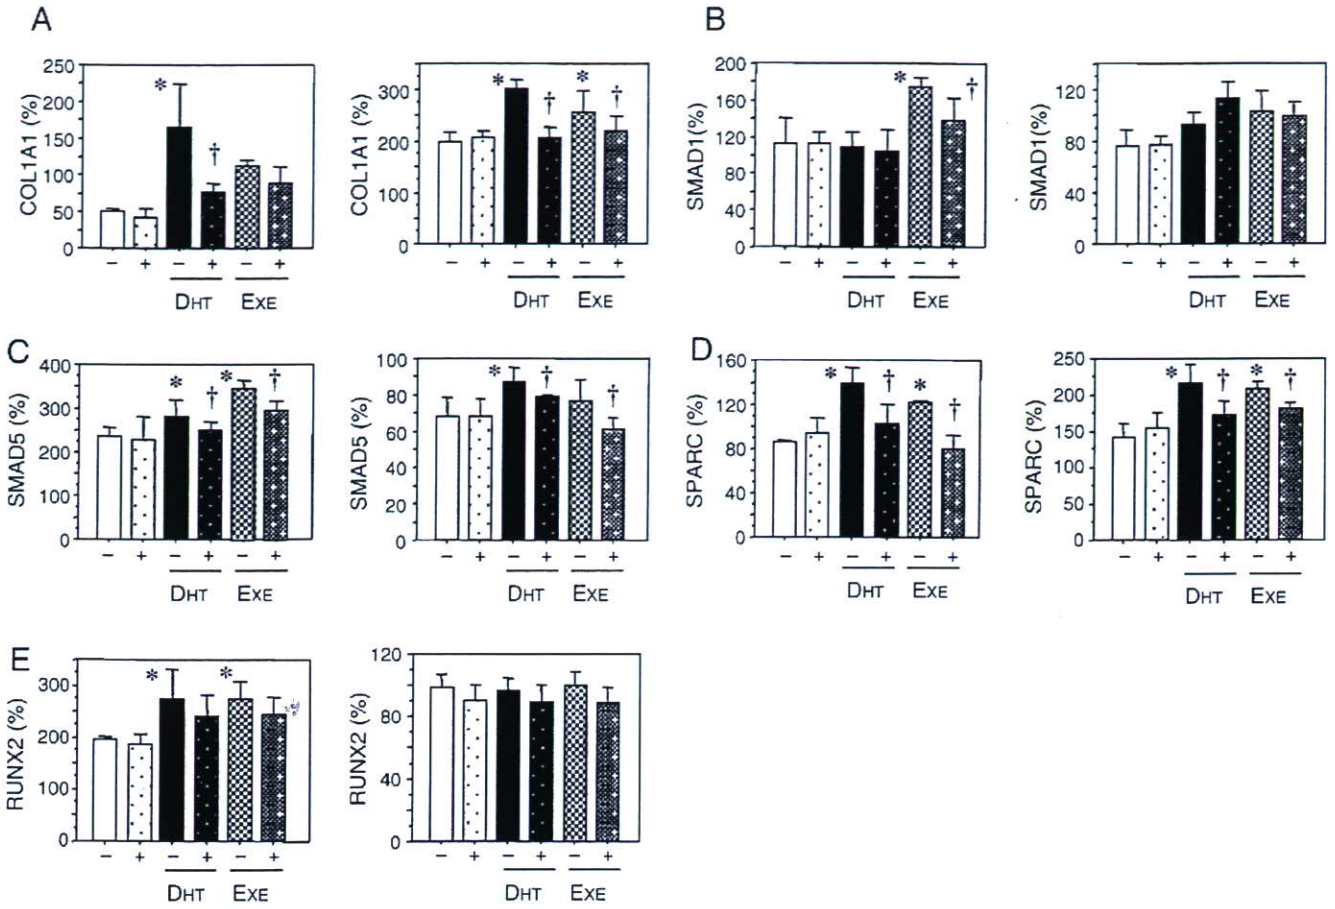 A
B
COL1A1 (%)
250
200
150
100
50
0
− + − + − +
DHT EXE
COL1A1 (%)
300
200
100
0
− + − + − +
DHT EXE
SMAD1(%)
200
160
120
80
40
0
− + − + − +
DHT EXE
SMAD1(%)
120
80
40
0
− + − + − +
DHT EXE
* †
* † * †
* †
C
D
SMAD5 (%)
400
300
200
100
0
− + − + − +
DHT EXE
SMAD5 (%)
100
80
60
40
20
0
− + − + − +
DHT EXE
SPARC (%)
160
120
80
40
0
− + − + − +
DHT EXE
SPARC (%)
250
200
150
100
50
0
− + − + − +
DHT EXE
* † * †
* † †
* † * †
* † * †
E
RUNX2 (%)
300
200
100
0
− + − + − +
DHT EXE
RUNX2 (%)
120
80
40
0
− + − + − +
DHT EXE
* *